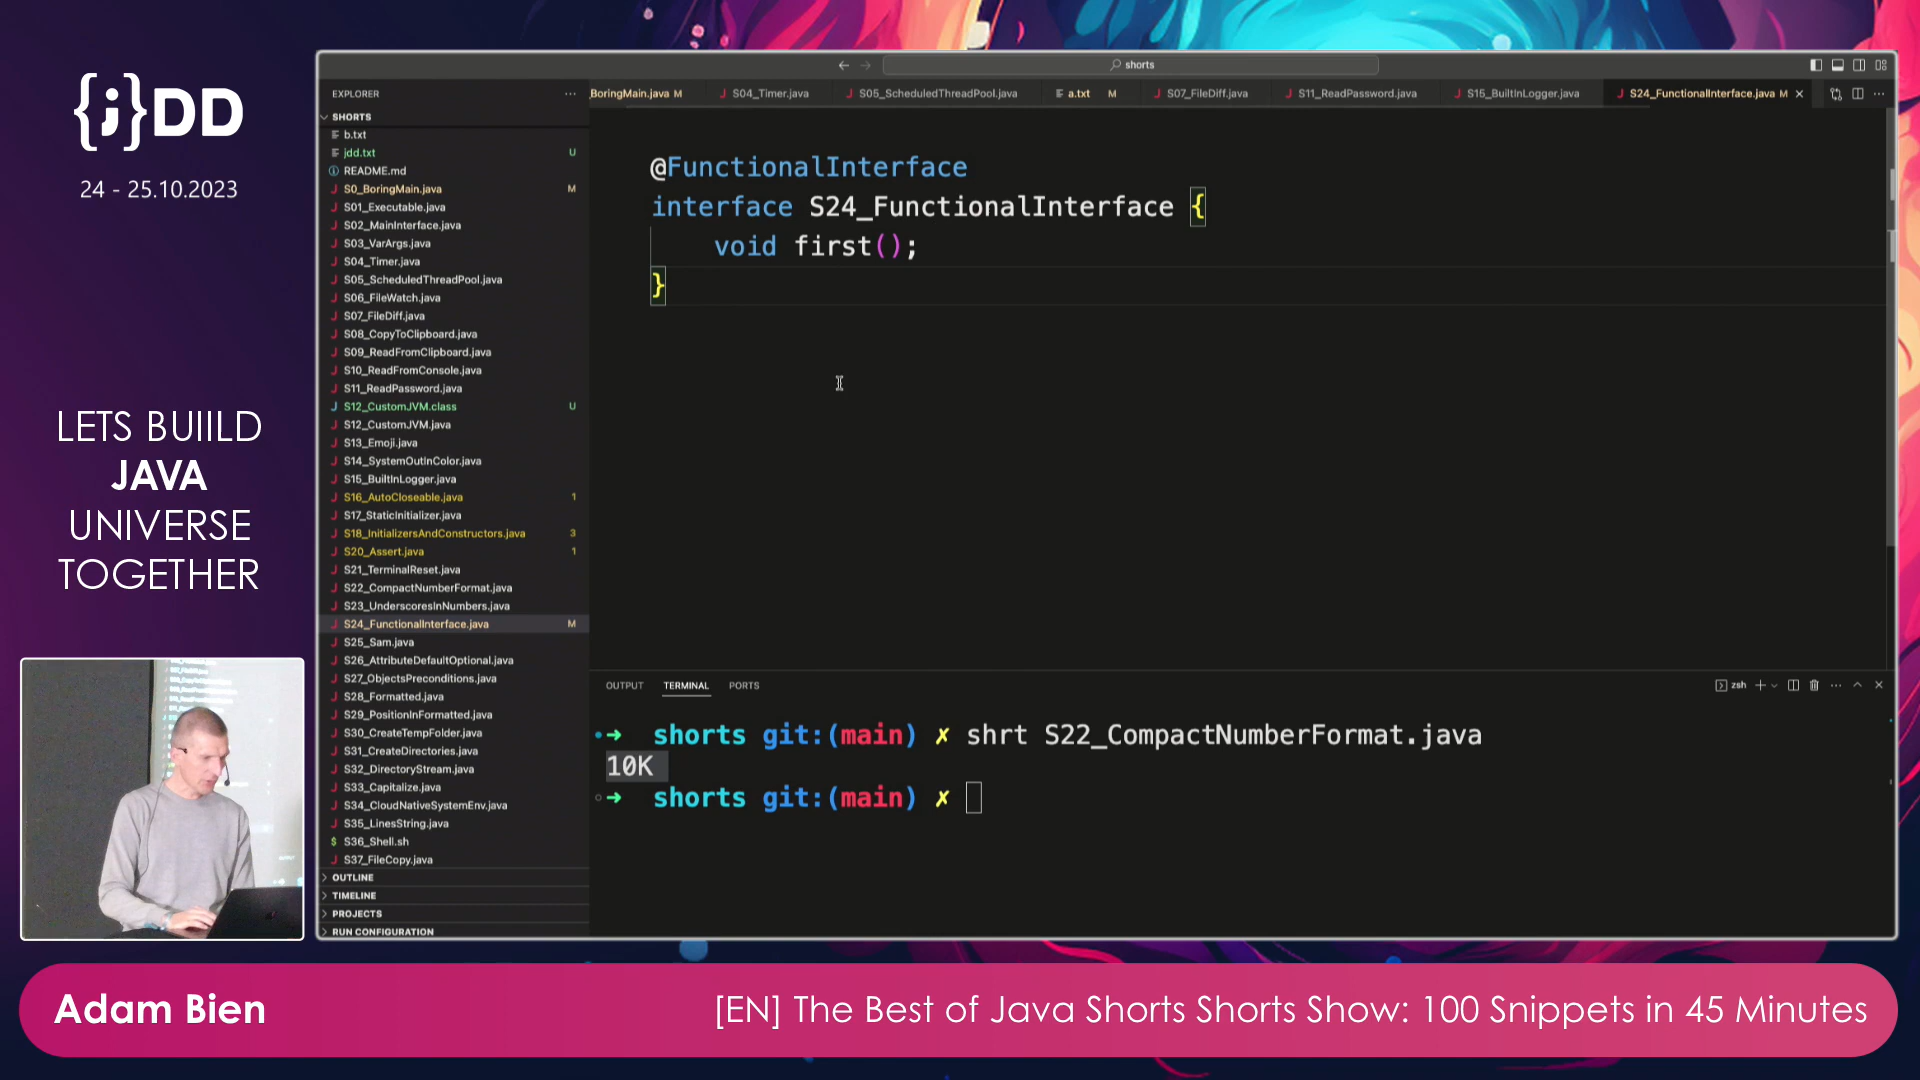 {j}DD
24 - 25.10.2023
LETS BUIILD
JAVA
UNIVERSE
TOGETHER
shorts
EXPLORER
BoringMain.java M
S04_Timer.java
S05_ScheduledThreadPool.java
a.txt M
S07_FileDiff.java
S11_ReadPassword.java
S15_BuiltInLogger.java
S24_FunctionalInterface.java M
SHORTS
b.txt
jdd.txt U
README.md
S0_BoringMain.java M
S01_Executable.java
S02_MainInterface.java
S03_VarArgs.java
S04_Timer.java
S05_ScheduledThreadPool.java
S06_FileWatch.java
S07_FileDiff.java
S08_CopyToClipboard.java
S09_ReadFromClipboard.java
S10_ReadFromConsole.java
S11_ReadPassword.java
S12_CustomJVM.class U
S12_CustomJVM.java
S13_Emoji.java
S14_SystemOutInColor.java
S15_BuiltInLogger.java
S16_AutoCloseable.java 1
S17_StaticInitializer.java
S18_InitializersAndConstructors.java 3
S20_Assert.java 1
S21_TerminalReset.java
S22_CompactNumberFormat.java
S23_UnderscoresInNumbers.java
S24_FunctionalInterface.java M
S25_Sam.java
S26_AttributeDefaultOptional.java
S27_ObjectsPreconditions.java
S28_Formatted.java
S29_PositionInFormatted.java
S30_CreateTempFolder.java
S31_CreateDirectories.java
S32_DirectoryStream.java
S33_Capitalize.java
S34_CloudNativeSystemEnv.java
S35_LinesString.java
S36_Shell.sh
S37_FileCopy.java
OUTLINE
TIMELINE
PROJECTS
RUN CONFIGURATION
@FunctionalInterface
interface S24_FunctionalInterface {
void first();
}
OUTPUT TERMINAL PORTS
zsh
➜ shorts git:(main) ✗ shrt S22_CompactNumberFormat.java
10K
➜ shorts git:(main) ✗
Adam Bien
[EN] The Best of Java Shorts Shorts Show: 100 Snippets in 45 Minutes